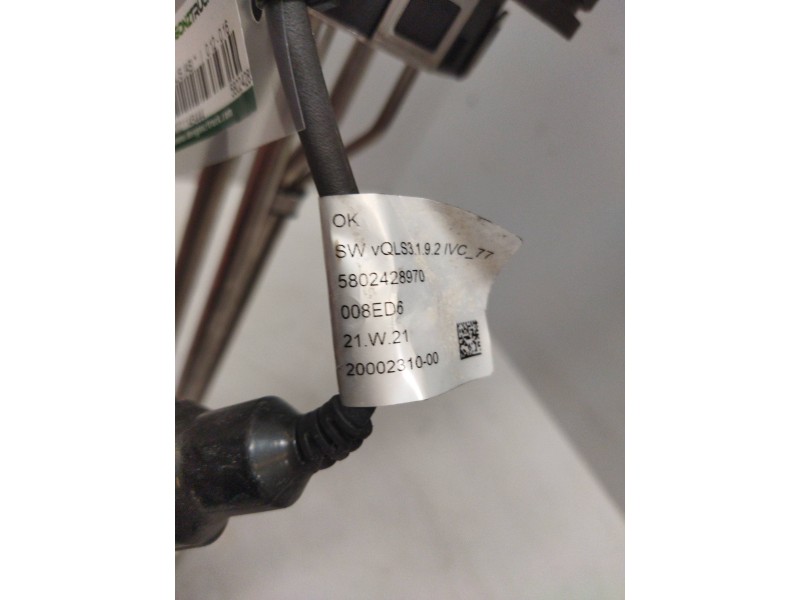 OK
SW vQLS3.1.9.2 IVC_77
5802428970
008ED6
21.W.21
20002310-00